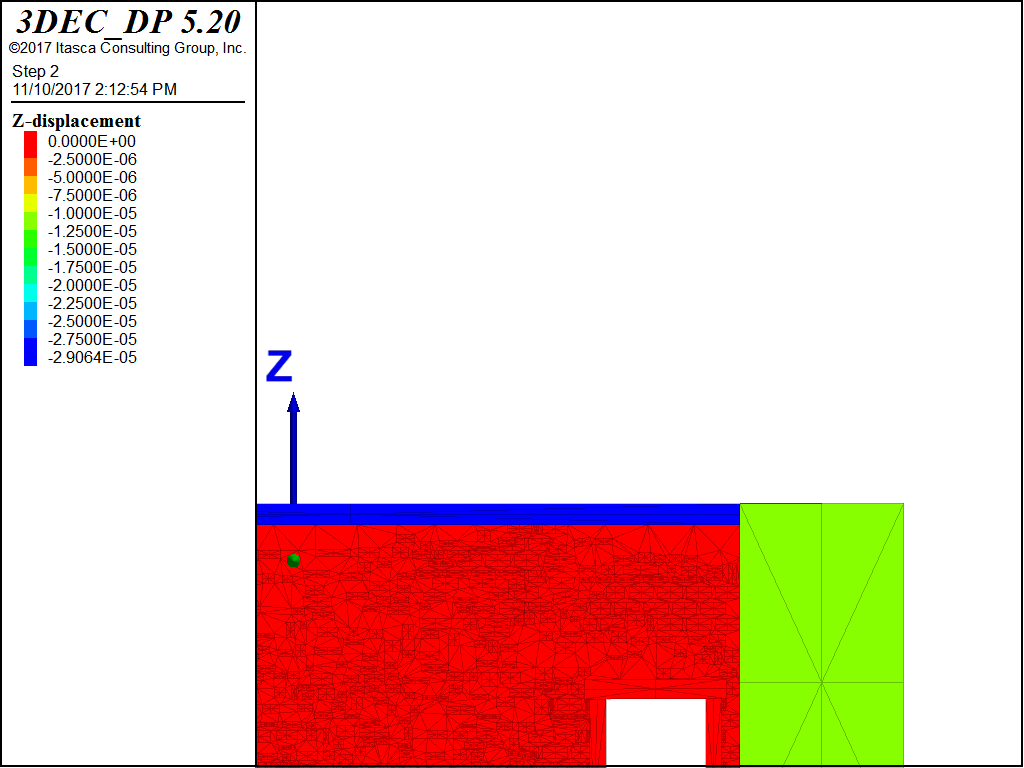 3DEC_DP 5.20
©2017 Itasca Consulting Group, Inc.
Step 2
11/10/2017 2:12:54 PM
Z-displacement
0.0000E+00
-2.5000E-06
-5.0000E-06
-7.5000E-06
-1.0000E-05
-1.2500E-05
-1.5000E-05
-1.7500E-05
-2.0000E-05
-2.2500E-05
-2.5000E-05
-2.7500E-05
-2.9064E-05
Z